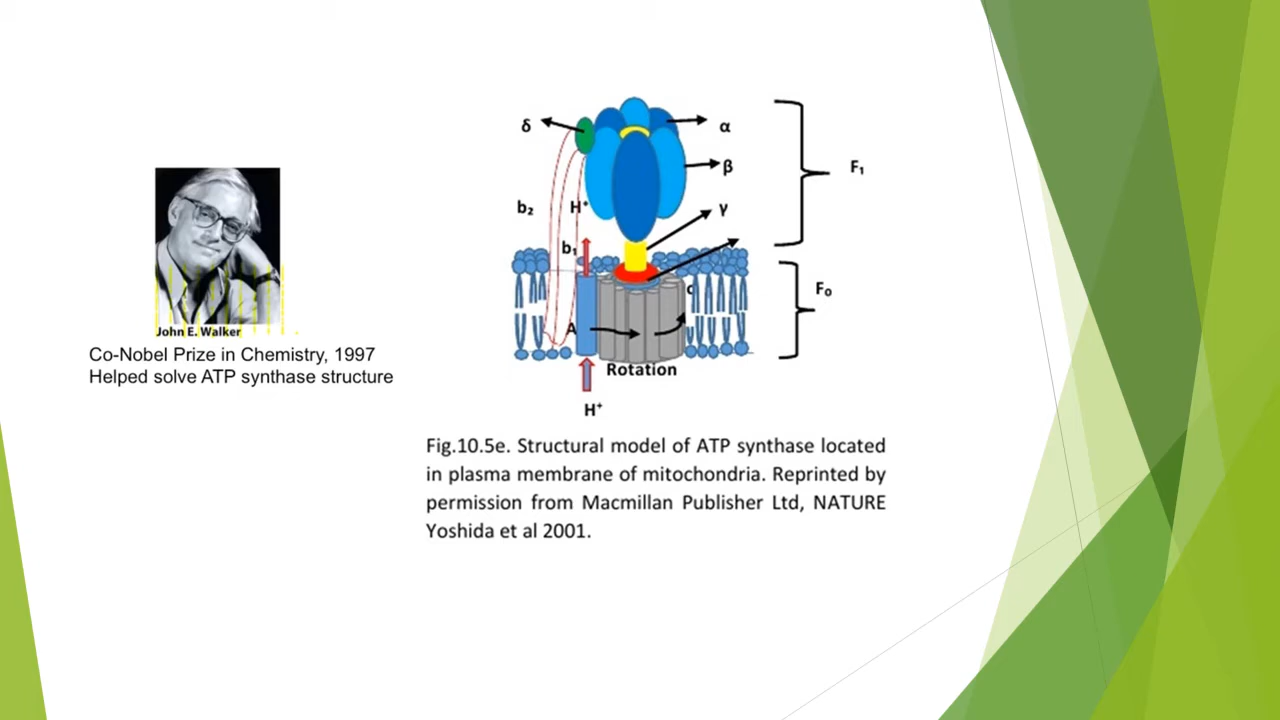 John E. Walker
Co-Nobel Prize in Chemistry, 1997
Helped solve ATP synthase structure
δ
α
β
F₁
b₂
H⁺
γ
b₁
c
F₀
A
Rotation
H⁺
Fig.10.5e. Structural model of ATP synthase located
in plasma membrane of mitochondria. Reprinted by
permission from Macmillan Publisher Ltd, NATURE
Yoshida et al 2001.